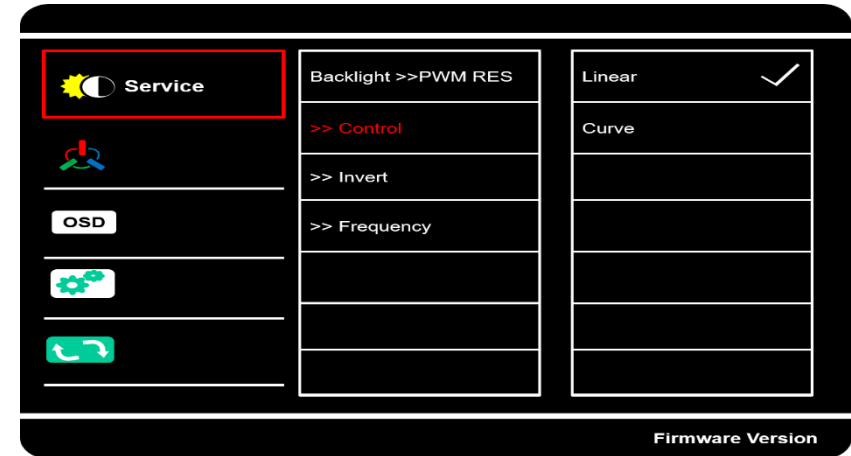 Service
OSD
Backlight >>PWM RES
>> Control
>> Invert
>> Frequency
Linear
Curve
Firmware Version